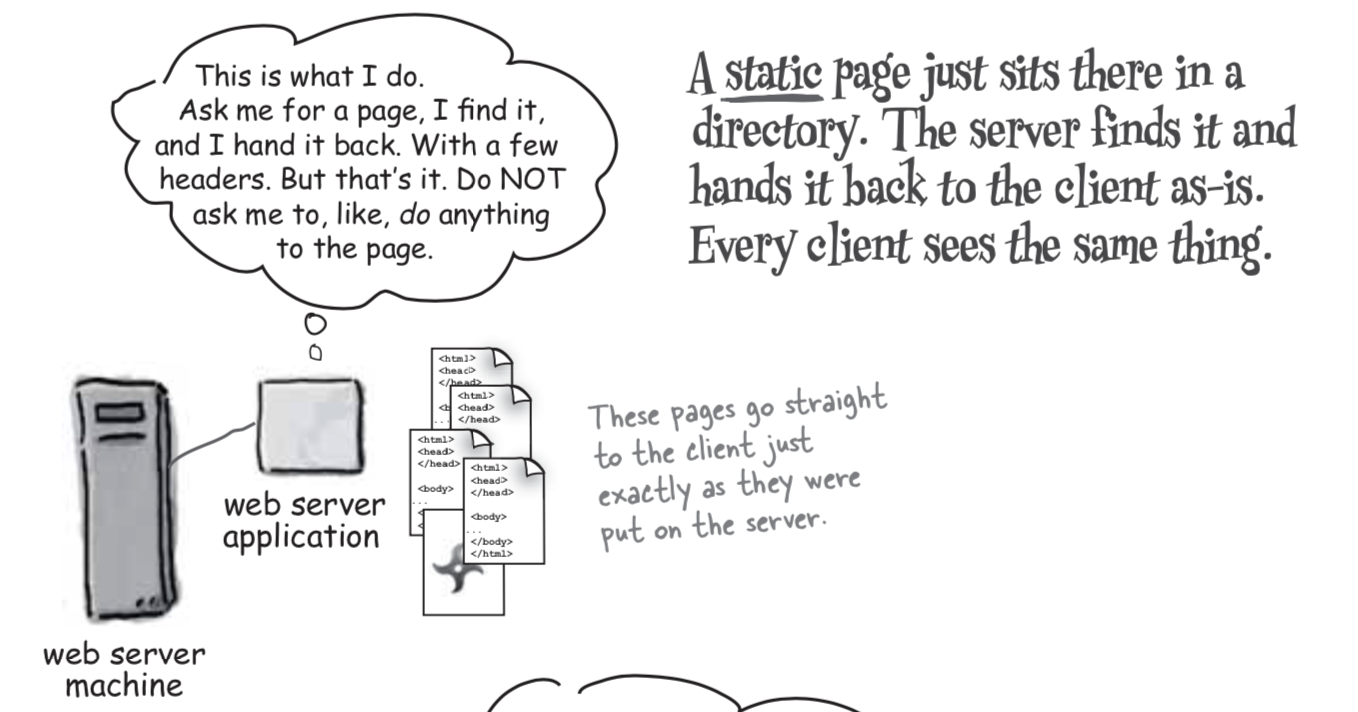 This is what I do.
Ask me for a page, I find it,
and I hand it back. With a few
headers. But that's it. Do NOT
ask me to, like, do anything
to the page.
A static page just sits there in a
directory. The server finds it and
hands it back to the client as-is.
Every client sees the same thing.
<html>
<head>
</head>
<html>
<head>
</head>
<html>
<head>
</head>
<body>
...
<html>
<head>
</head>
<body>
...
</body>
</html>
These pages go straight
to the client just
exactly as they were
put on the server.
web server
application
web server
machine